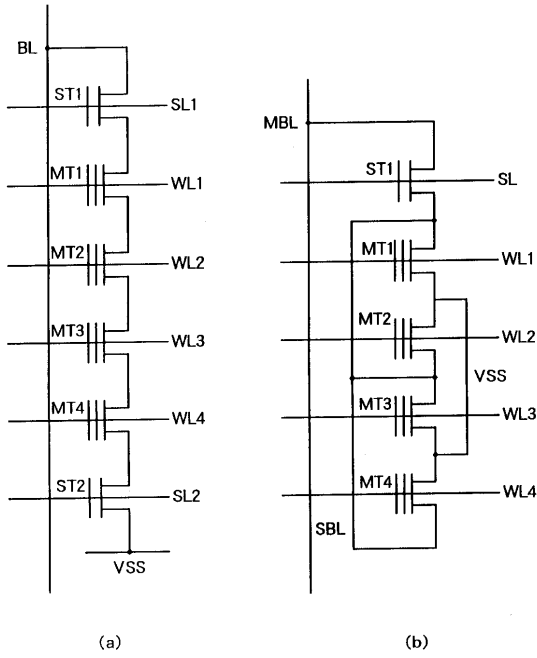 BL
ST1
SL1
MT1
WL1
MT2
WL2
MT3
WL3
MT4
WL4
ST2
SL2
VSS
(a)
MBL
ST1
SL
MT1
WL1
MT2
WL2
VSS
MT3
WL3
MT4
WL4
SBL
(b)